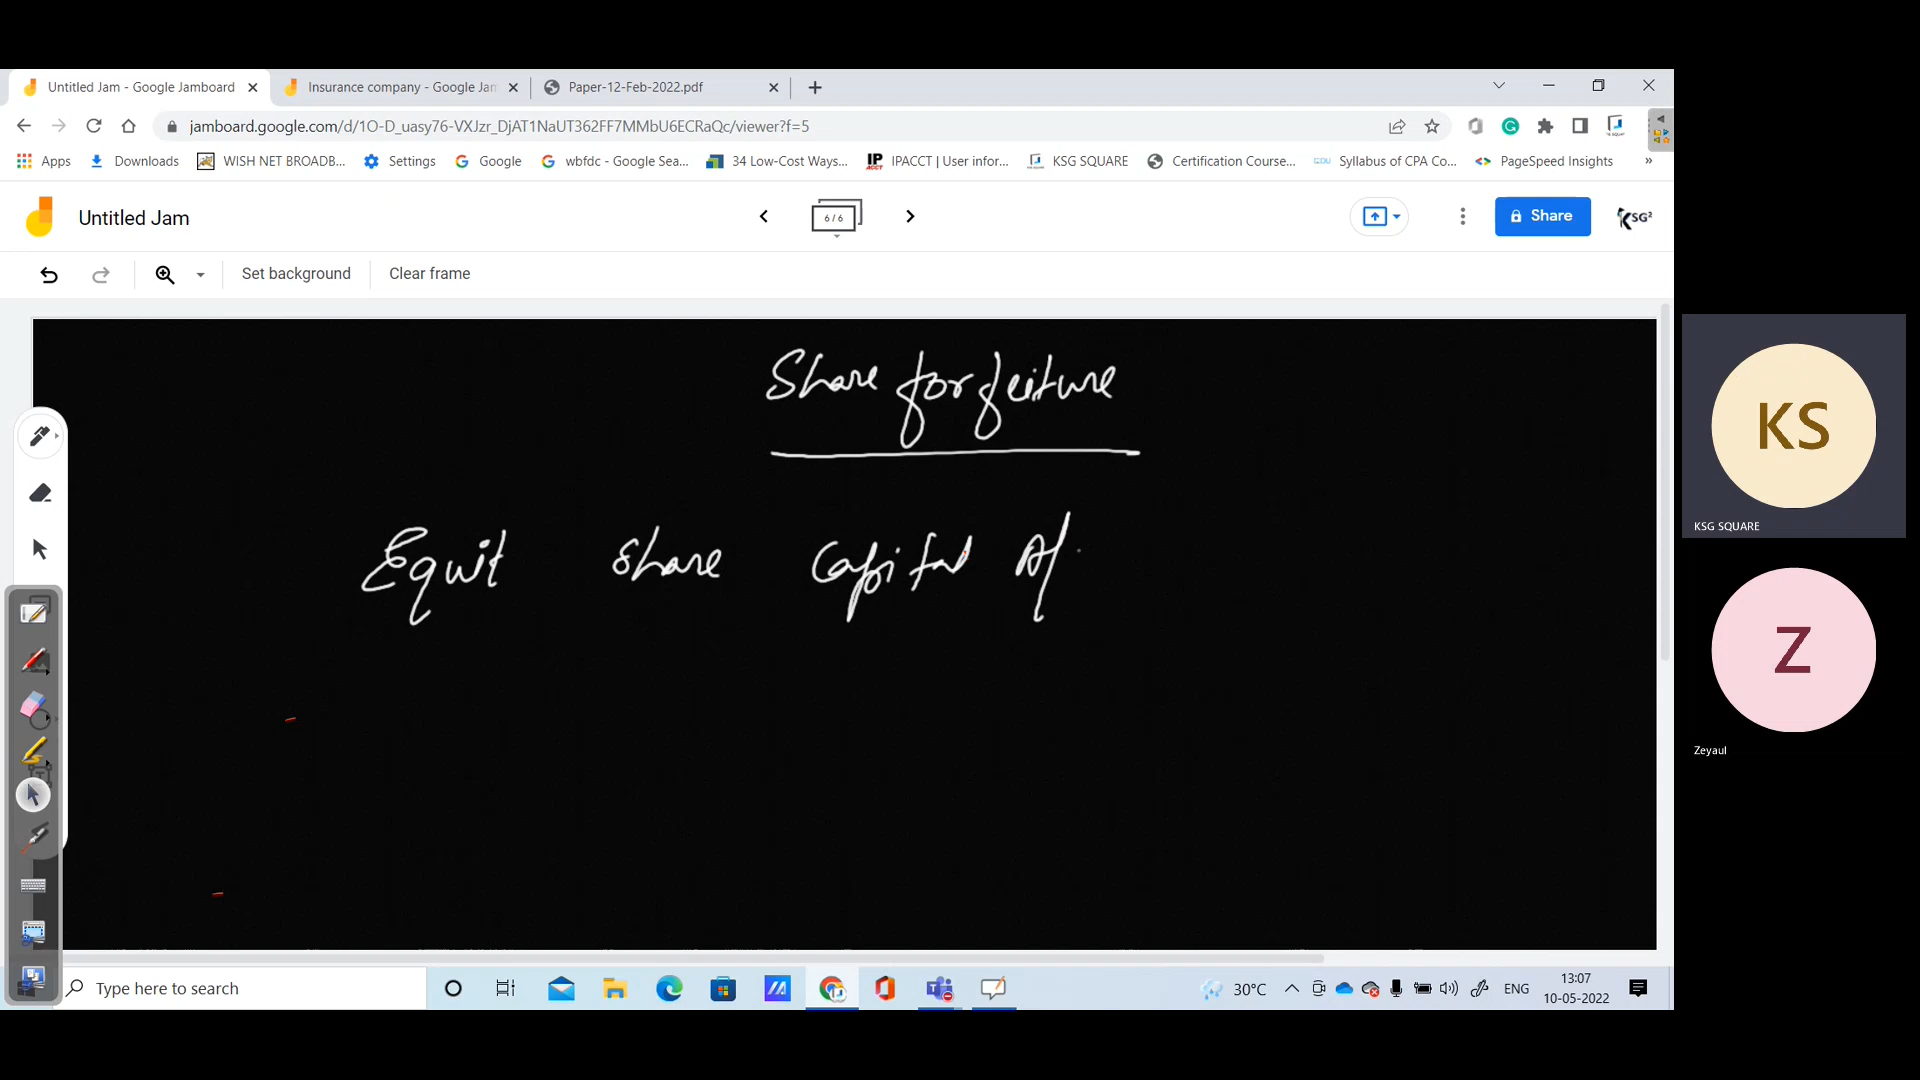 Untitled Jam - Google Jamboard
Insurance company - Google Jam
Paper-12-Feb-2022.pdf
jamboard.google.com/d/1O-D_uasy76-VXJzr_DjAT1NaUT362FF7MMbU6ECRaQc/viewer?f=5
Apps Downloads WISH NET BROADB... Settings Google wbfdc - Google Sea... 34 Low-Cost Ways... IPACCT | User infor... KSG SQUARE Certification Course... Syllabus of CPA Co... PageSpeed Insights »
Untitled Jam
6 / 6
Share
KSG²
Set background Clear frame
Share forfeiture
Equit Share Capital A/
KS
KSG SQUARE
Z
Zeyaul
Type here to search
30°C
ENG
13:07
10-05-2022